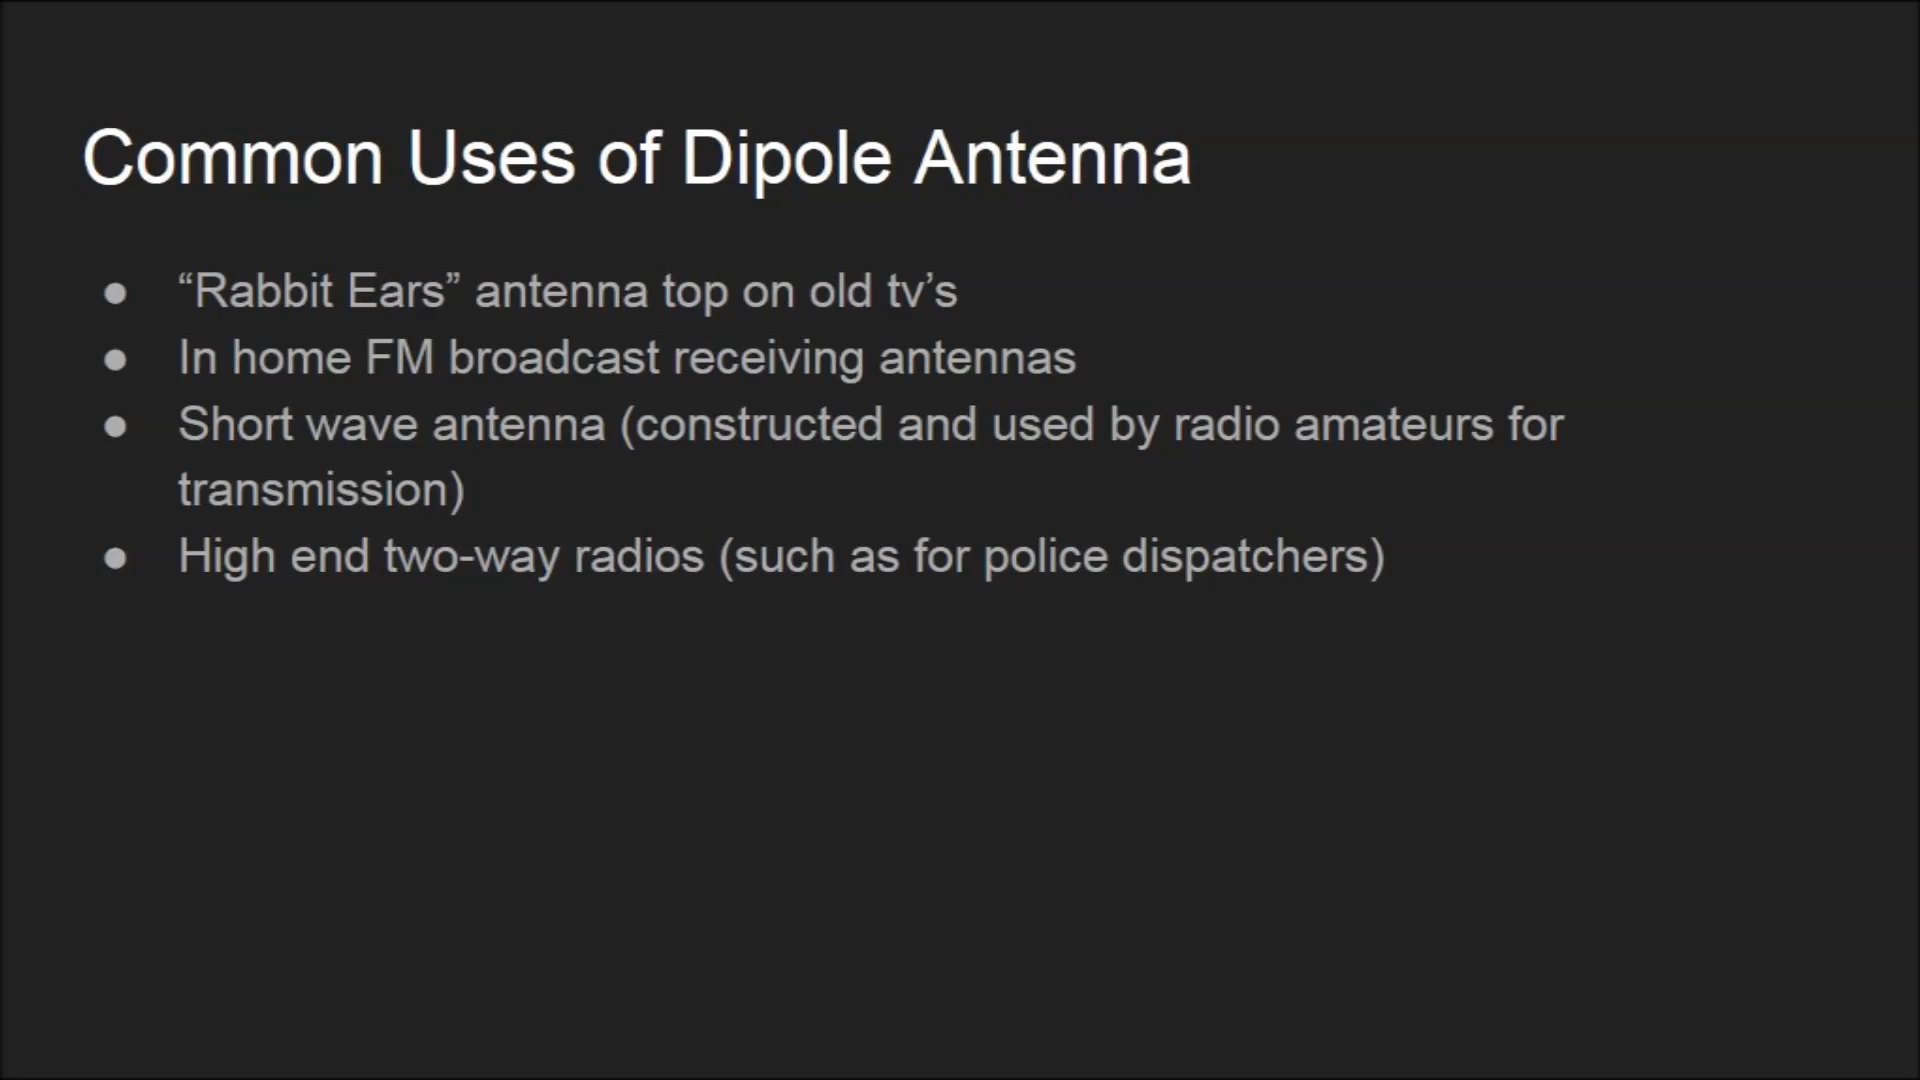 Common Uses of Dipole Antenna
● “Rabbit Ears” antenna top on old tv’s
● In home FM broadcast receiving antennas
● Short wave antenna (constructed and used by radio amateurs for
transmission)
● High end two-way radios (such as for police dispatchers)